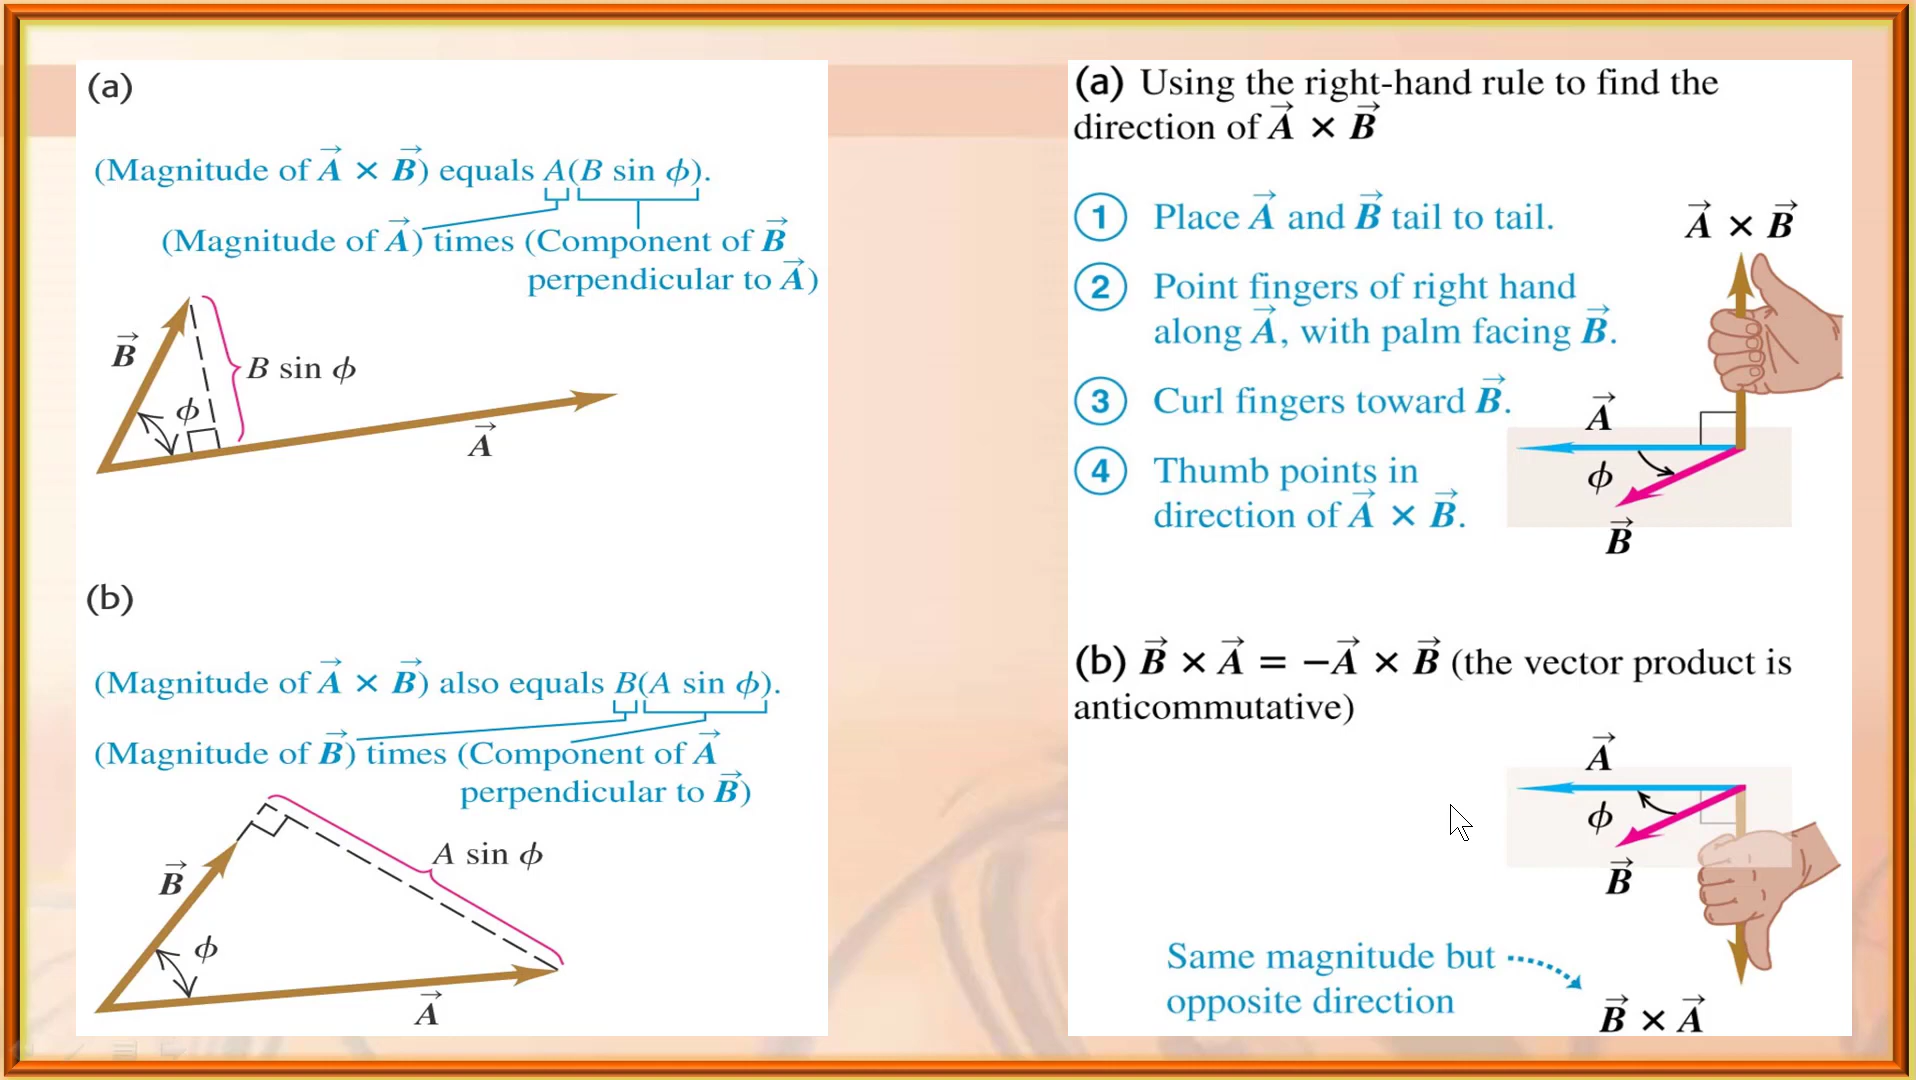 (a)
(Magnitude of A⃗ × B⃗) equals A(B sin ϕ).
(Magnitude of A⃗) times (Component of B⃗
perpendicular to A⃗)
B⃗
B sin ϕ
ϕ
A⃗
(b)
(Magnitude of A⃗ × B⃗) also equals B(A sin ϕ).
(Magnitude of B⃗) times (Component of A⃗
perpendicular to B⃗)
A sin ϕ
B⃗
ϕ
A⃗
(a) Using the right-hand rule to find the
direction of A⃗ × B⃗
1 Place A⃗ and B⃗ tail to tail.
2 Point fingers of right hand
along A⃗, with palm facing B⃗.
3 Curl fingers toward B⃗.
4 Thumb points in
direction of A⃗ × B⃗.
A⃗ × B⃗
A⃗
ϕ
B⃗
(b) B⃗ × A⃗ = −A⃗ × B⃗ (the vector product is
anticommutative)
A⃗
ϕ
B⃗
Same magnitude but
opposite direction
B⃗ × A⃗